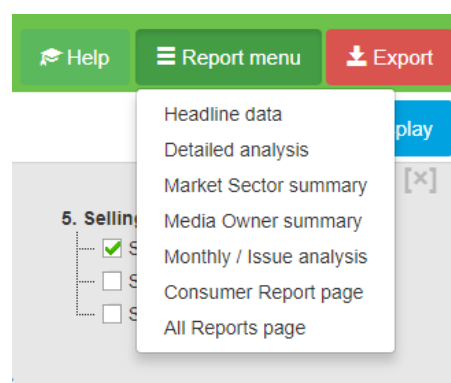 Help
Report menu
Export
Headline data
Detailed analysis
Market Sector summary
Media Owner summary
Monthly / Issue analysis
Consumer Report page
All Reports page
play
[×]
5. Selling
S
S
S